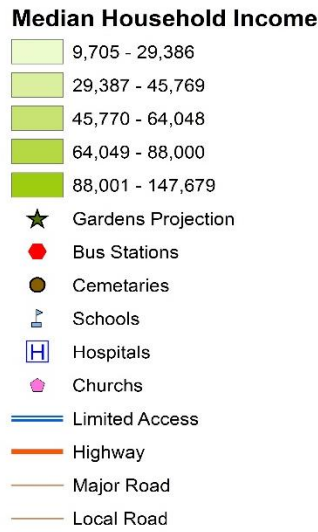 Median Household Income
9,705 - 29,386
29,387 - 45,769
45,770 - 64,048
64,049 - 88,000
88,001 - 147,679
Gardens Projection
Bus Stations
Cemetaries
Schools
H Hospitals
Churchs
Limited Access
Highway
Major Road
Local Road